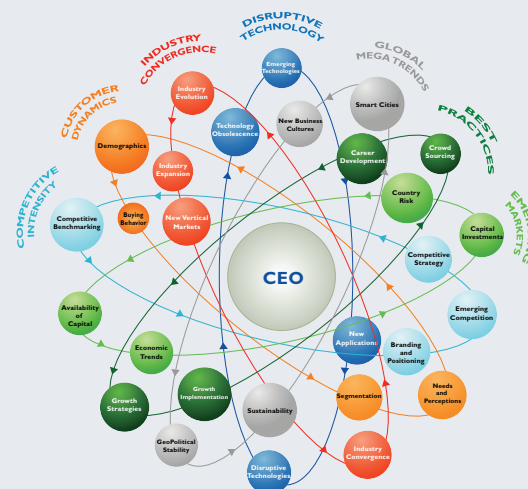 DISRUPTIVE
TECHNOLOGY
INDUSTRY
CONVERGENCE
GLOBAL
MEGA TRENDS
CUSTOMER
DYNAMICS
BEST
PRACTICES
COMPETITIVE
INTENSITY
Emerging
Technologies
Industry
Evolution
Smart Cities
New Business
Cultures
Technology
Obsolescence
Demographics
Career
Development
Crowd
Sourcing
Industry
Expansion
Country
Risk
Competitive
Benchmarking
Buying
Behavior
New Vertical
Markets
Capital
Investments
Competitive
Strategy
CEO
Availability
of
Capital
Emerging
Competition
New
Applications
Economic
Trends
Branding
and
Positioning
Growth
Strategies
Growth
Implementation
Sustainability
Segmentation
Needs
and
Perceptions
GeoPolitical
Stability
Industry
Convergence
Disruptive
Technologies